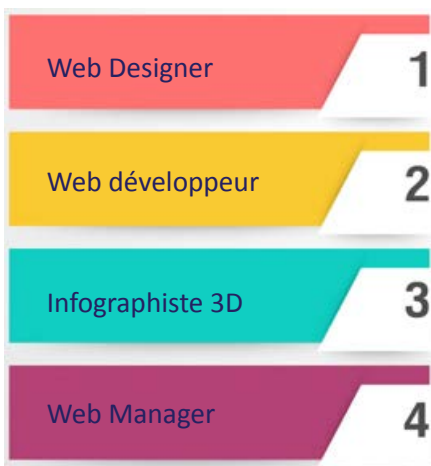 Web Designer 1
Web développeur 2
Infographiste 3D 3
Web Manager 4